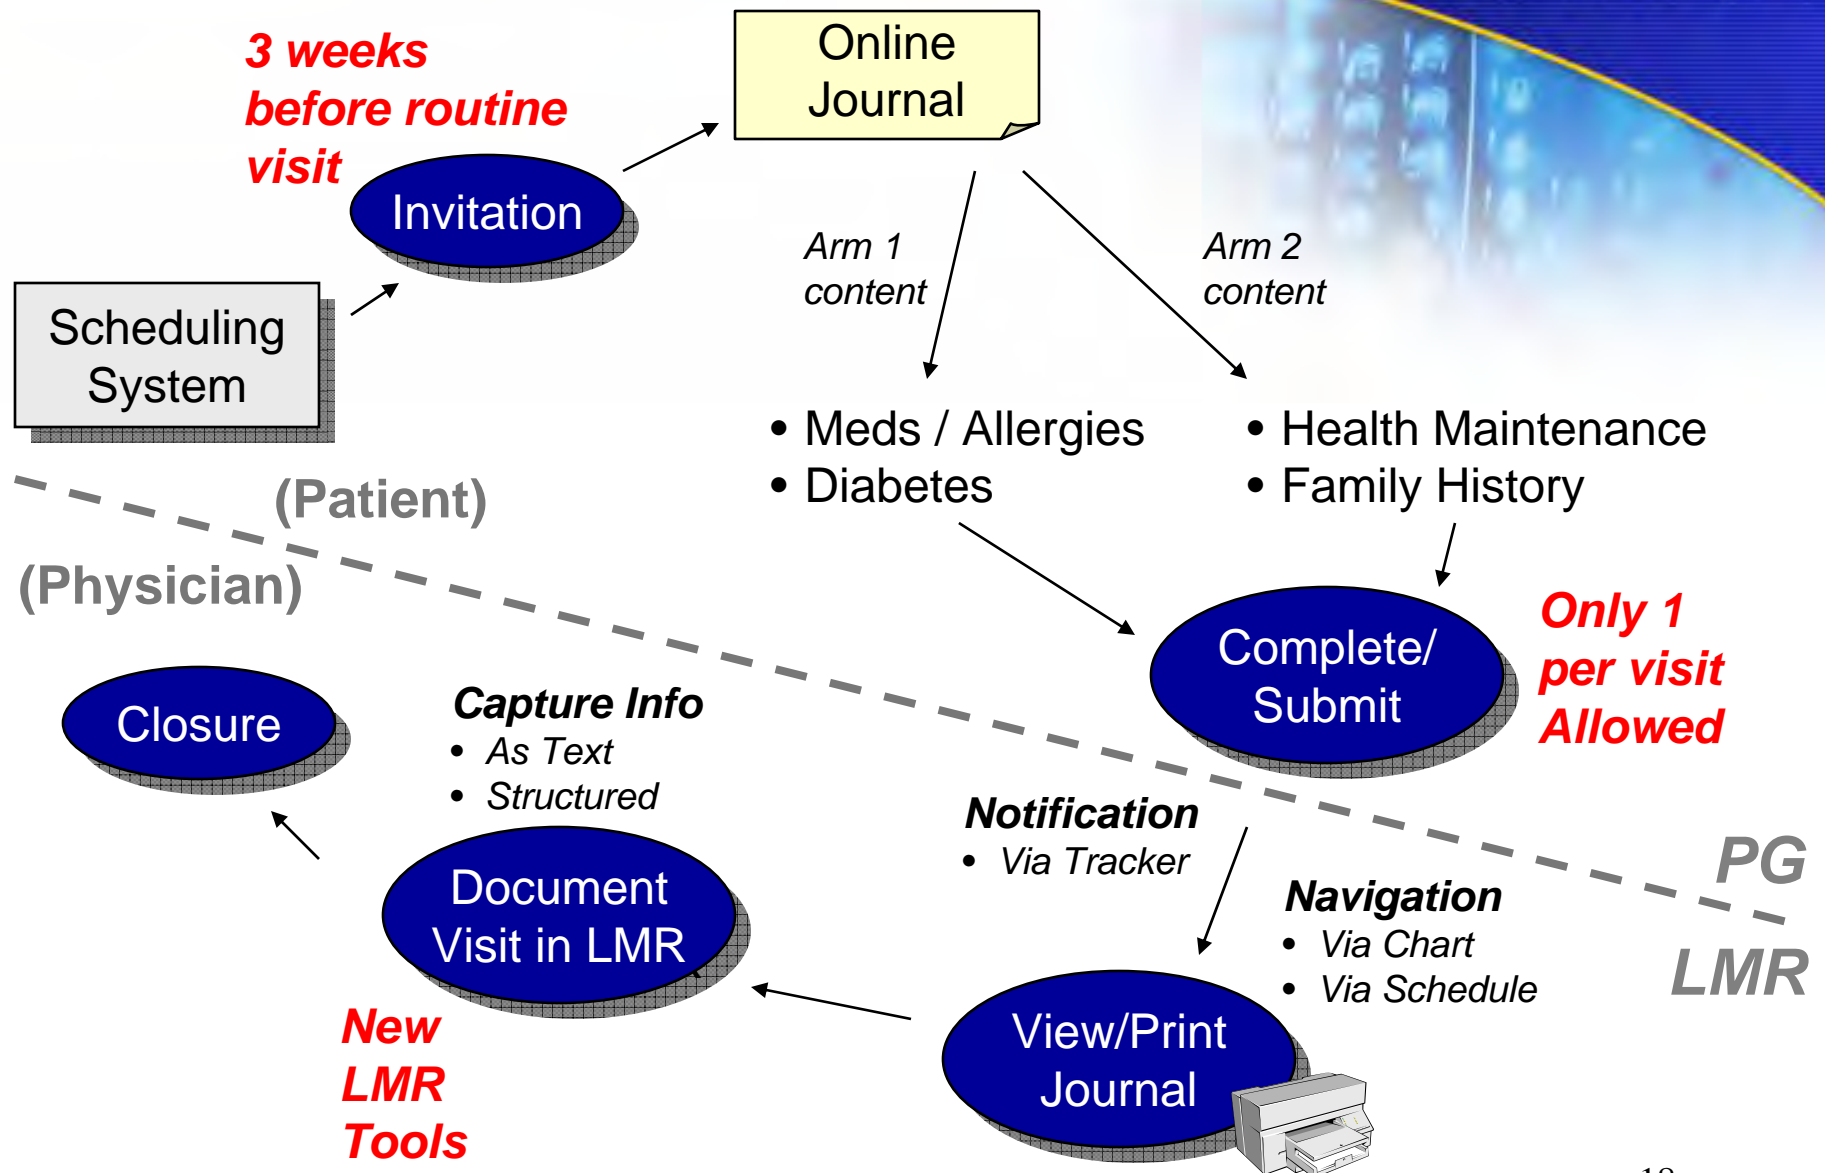 3 weeks
before routine
visit
Online
Journal
Invitation
Arm 1
content
Arm 2
content
Scheduling
System
• Meds / Allergies
• Diabetes
• Health Maintenance
• Family History
(Patient)
(Physician)
Complete/
Submit
Only 1
per visit
Allowed
Closure
Capture Info
• As Text
• Structured
Notification
• Via Tracker
PG
LMR
Navigation
• Via Chart
• Via Schedule
Document
Visit in LMR
View/Print
Journal
New
LMR
Tools